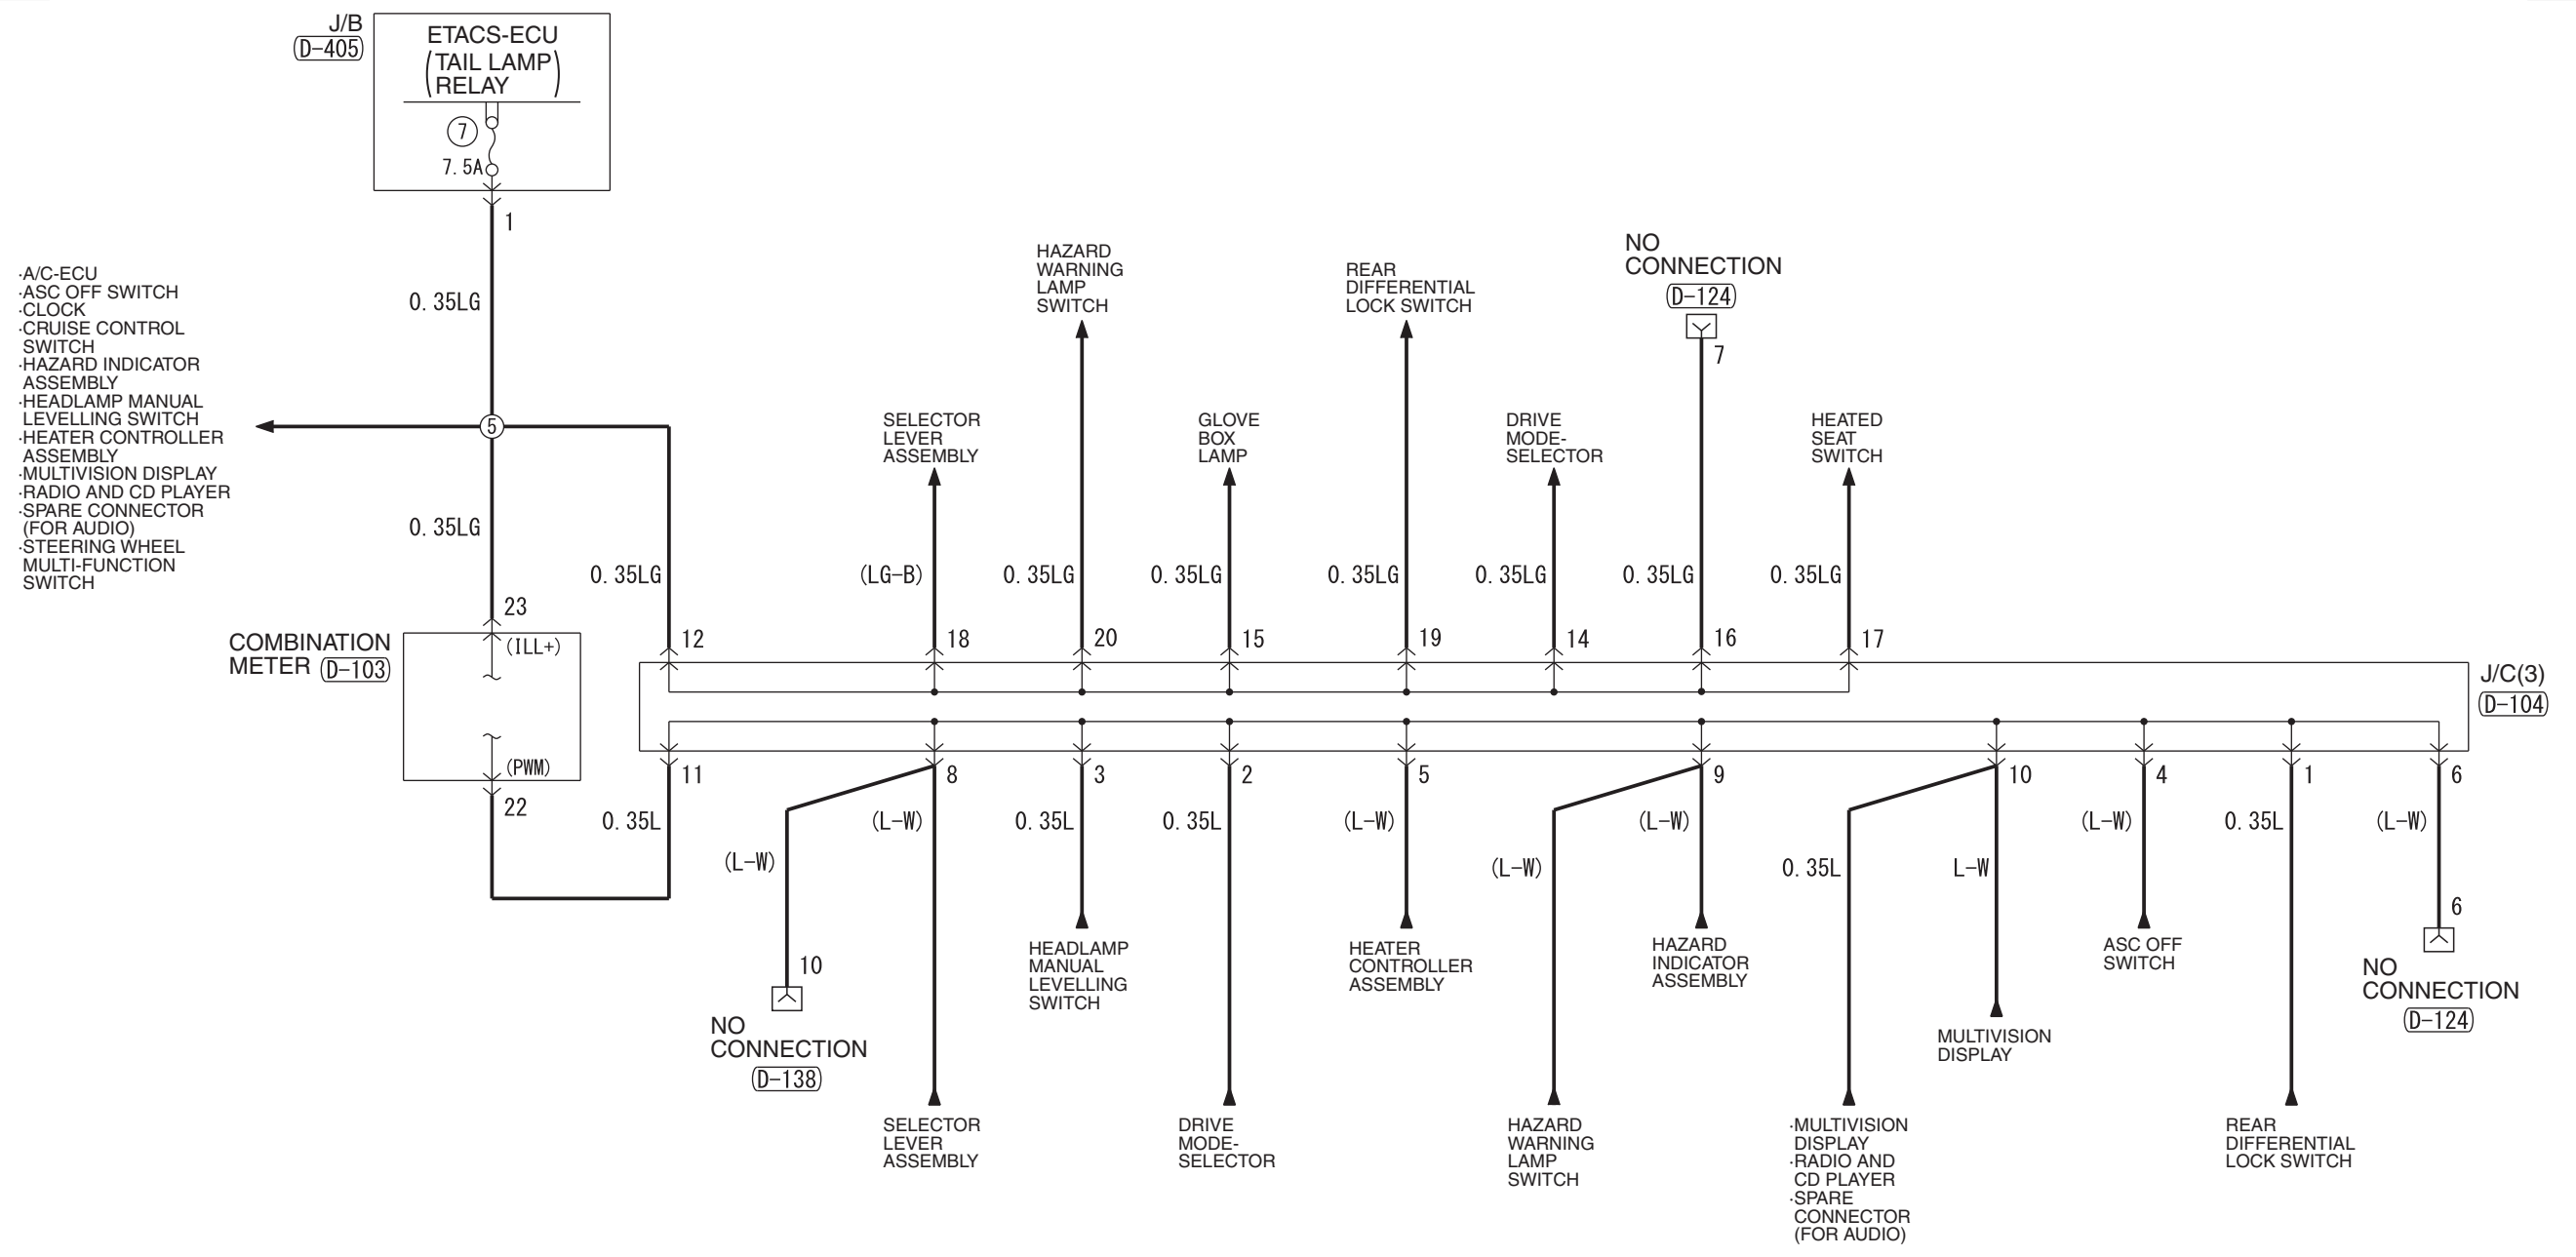 J/B
(D-405)
ETACS-ECU
(TAIL LAMP
RELAY)
7
7. 5A
1
0. 35LG
·A/C-ECU
·ASC OFF SWITCH
·CLOCK
·CRUISE CONTROL
SWITCH
·HAZARD INDICATOR
ASSEMBLY
·HEADLAMP MANUAL
LEVELLING SWITCH
·HEATER CONTROLLER
ASSEMBLY
·MULTIVISION DISPLAY
·RADIO AND CD PLAYER
·SPARE CONNECTOR
(FOR AUDIO)
·STEERING WHEEL
MULTI-FUNCTION
SWITCH
5
0. 35LG
23
COMBINATION
METER (D-103)
(ILL+)
(PWM)
22
0. 35LG
12
SELECTOR
LEVER
ASSEMBLY
(LG-B)
18
HAZARD
WARNING
LAMP
SWITCH
0. 35LG
20
GLOVE
BOX
LAMP
0. 35LG
15
REAR
DIFFERENTIAL
LOCK SWITCH
0. 35LG
19
DRIVE
MODE-
SELECTOR
0. 35LG
14
NO
CONNECTION
(D-124)
7
0. 35LG
16
HEATED
SEAT
SWITCH
0. 35LG
17
J/C(3)
(D-104)
11
0. 35L
8
(L-W)
(L-W)
10
NO
CONNECTION
(D-138)
SELECTOR
LEVER
ASSEMBLY
3
0. 35L
HEADLAMP
MANUAL
LEVELLING
SWITCH
2
0. 35L
DRIVE
MODE-
SELECTOR
5
(L-W)
HEATER
CONTROLLER
ASSEMBLY
9
(L-W)
(L-W)
HAZARD
WARNING
LAMP
SWITCH
HAZARD
INDICATOR
ASSEMBLY
10
0. 35L
L-W
·MULTIVISION
DISPLAY
·RADIO AND
CD PLAYER
·SPARE
CONNECTOR
(FOR AUDIO)
MULTIVISION
DISPLAY
4
(L-W)
ASC OFF
SWITCH
1
0. 35L
REAR
DIFFERENTIAL
LOCK SWITCH
6
(L-W)
6
NO
CONNECTION
(D-124)